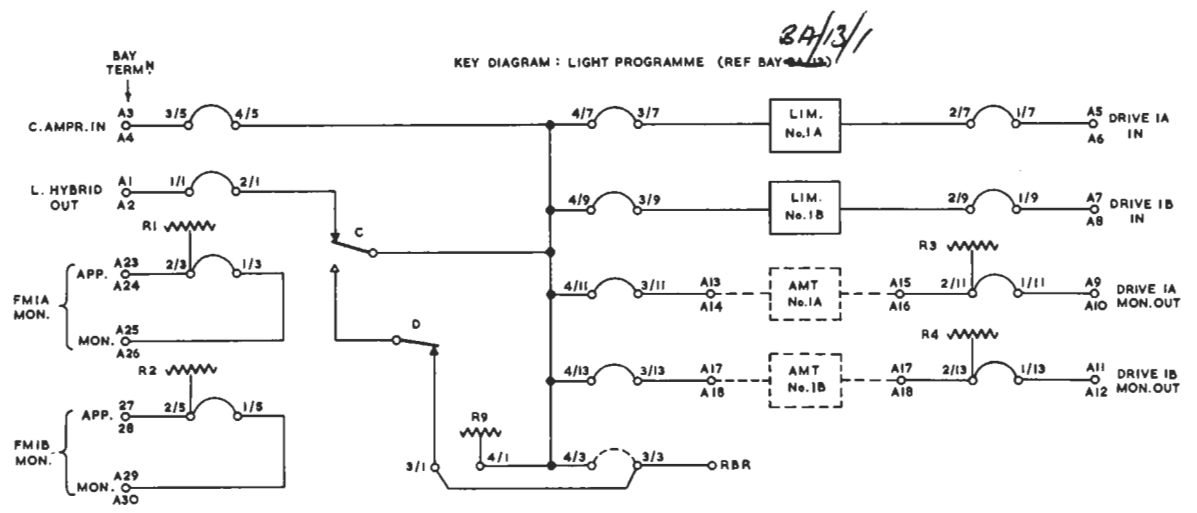 BA/13/1
KEY DIAGRAM : LIGHT PROGRAMME (REF BAY BA/13)
BAY
TERMN.
C. AMPR. IN
A3
A4
3/5
4/5
4/7
3/7
LIM.
No.1A
2/7
1/7
A5
A6
DRIVE 1A
IN
L. HYBRID
OUT
A1
A2
1/1
2/1
C
4/9
3/9
LIM.
No.1B
2/9
1/9
A7
A8
DRIVE 1B
IN
R1
FM1A
MON.
APP.
A23
A24
2/3
1/3
MON.
A25
A26
4/11
3/11
A13
A14
AMT
No.1A
A15
A16
R3
2/11
1/11
A9
A10
DRIVE 1A
MON. OUT
D
R2
FM1B
MON.
APP.
27
28
2/5
1/5
MON.
A29
A30
4/13
3/13
A17
A18
AMT
No.1B
A17
A18
R4
2/13
1/13
A11
A12
DRIVE 1B
MON. OUT
R9
3/1
4/1
4/3
3/3
RBR